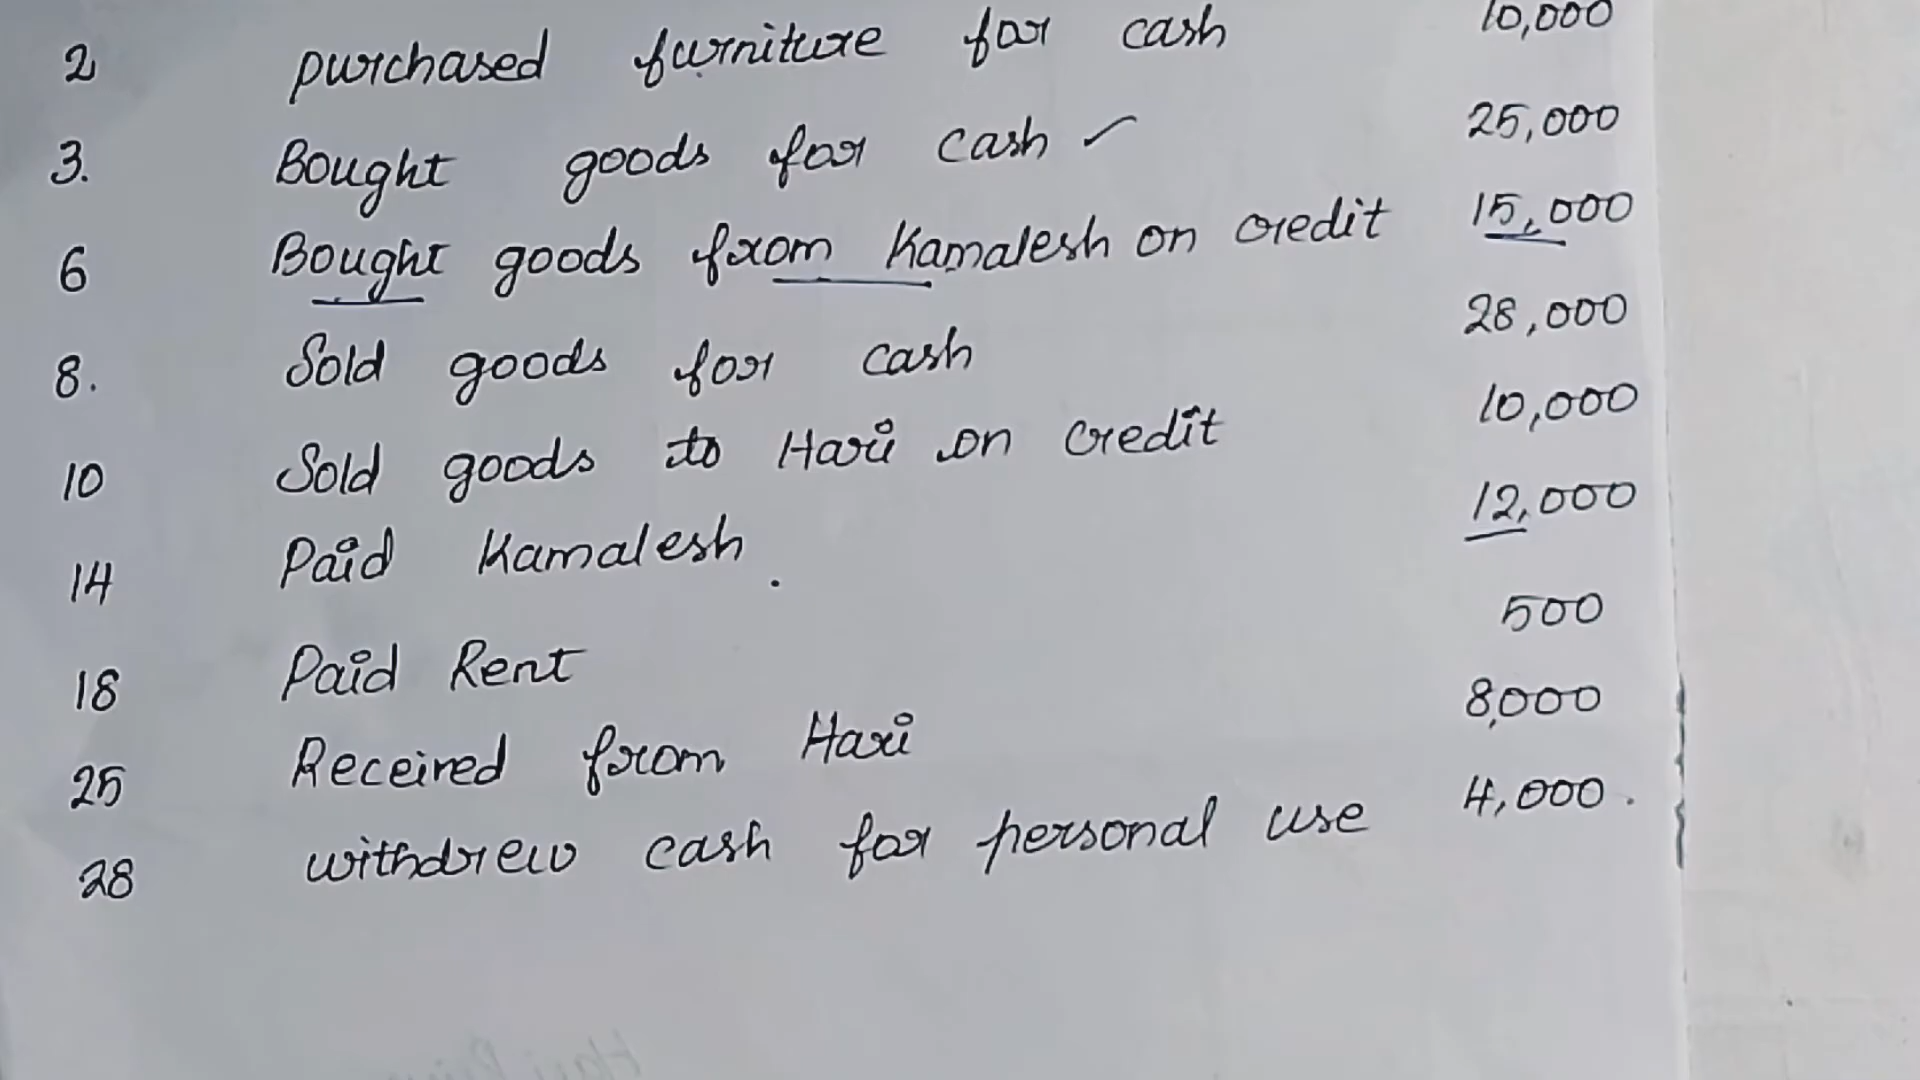 2 purchased furniture for cash 10,000
3. Bought goods for cash ✓ 25,000
6 Bought goods from Kamalesh on credit 15,000
8. Sold goods for cash 28,000
10 Sold goods to Hari on credit 10,000
14 Paid Kamalesh. 12,000
18 Paid Rent 500
25 Received from Hari 8,000
28 withdrew cash for personal use 4,000.